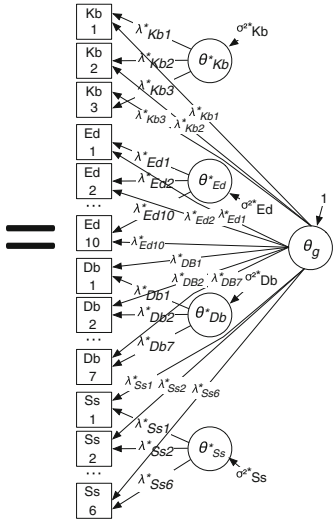 Kb
1
λ*Kb1
θ*Kb
σ²*Kb
Kb
2
λ*Kb2
Kb
3
λ*Kb3
λ*Kb1
λ*Kb3
λ*Kb2
Ed
1
λ*Ed1
θ*Ed
1
Ed
2
λ*Ed2
σ²*Ed
...
λ*Ed10
λ*Ed2
λ*Ed1
Ed
10
λ*Ed10
θg
Db
1
λ*DB1
λ*DB2
λ*DB7
σ²*Db
λ*Db1
Db
2
λ*Db2
θ*Db
...
λ*Db7
Db
7
λ*Ss1
λ*Ss2
λ*Ss6
Ss
1
λ*Ss1
Ss
2
λ*Ss2
θ*Ss
...
λ*Ss6
σ²*Ss
Ss
6